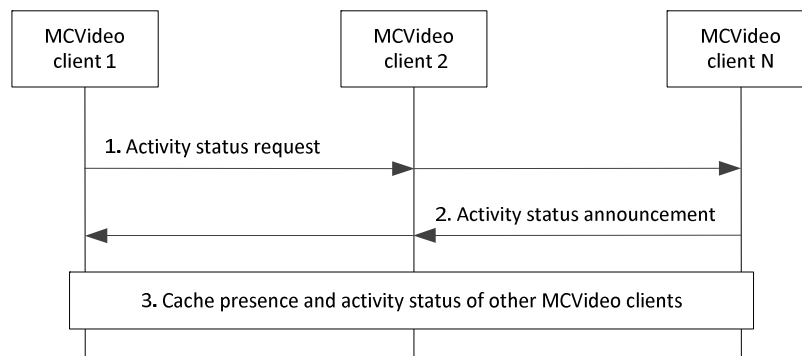 MCVideo
client 1
MCVideo
client 2
MCVideo
client N
1. Activity status request
2. Activity status announcement
3. Cache presence and activity status of other MCVideo clients